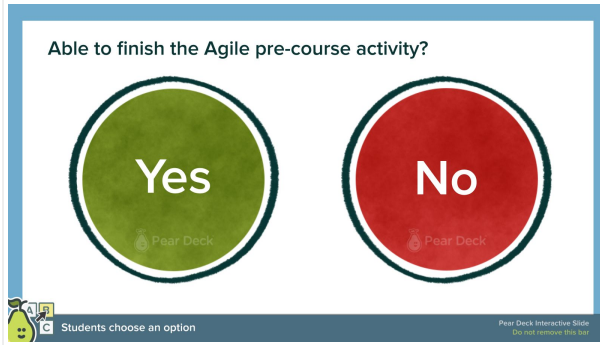 Able to finish the Agile pre-course activity?
Yes
No
Pear Deck
Pear Deck
A B
C
Students choose an option
Pear Deck Interactive Slide
Do not remove this bar